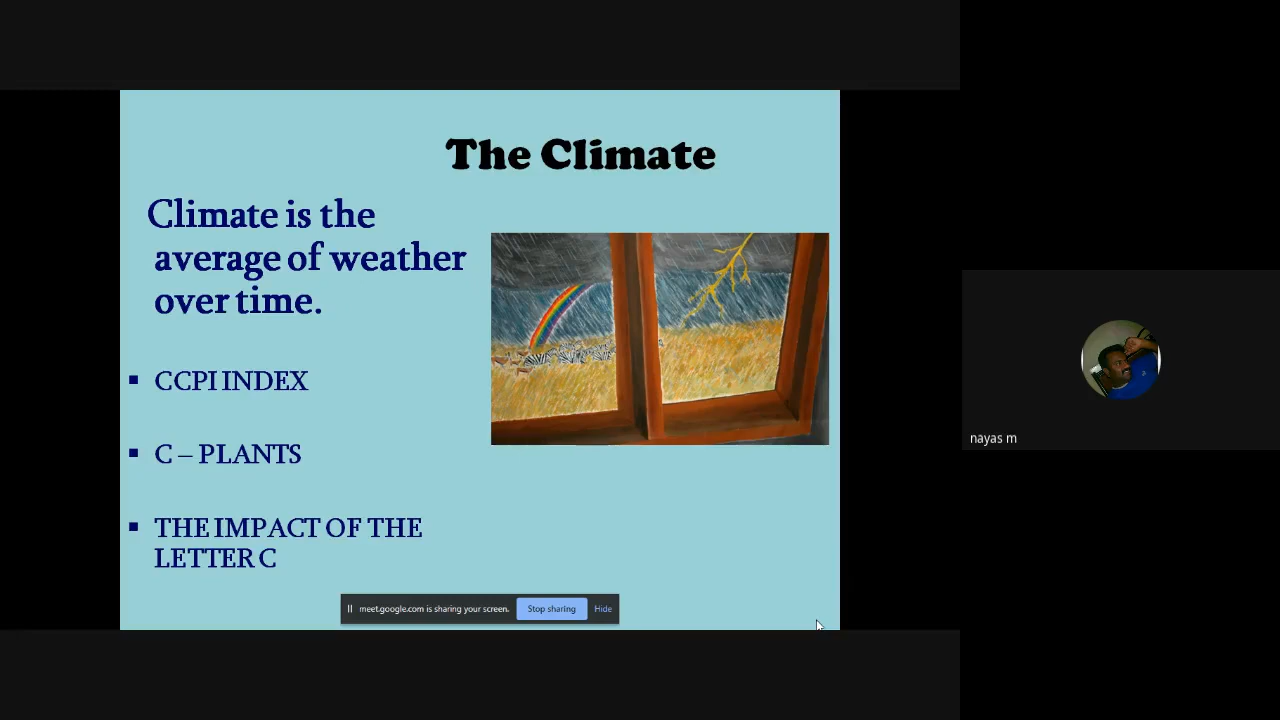 The Climate
Climate is the
average of weather
over time.
▪ CCPI INDEX
▪ C – PLANTS
▪ THE IMPACT OF THE
LETTER C
meet.google.com is sharing your screen. Stop sharing Hide
nayas m